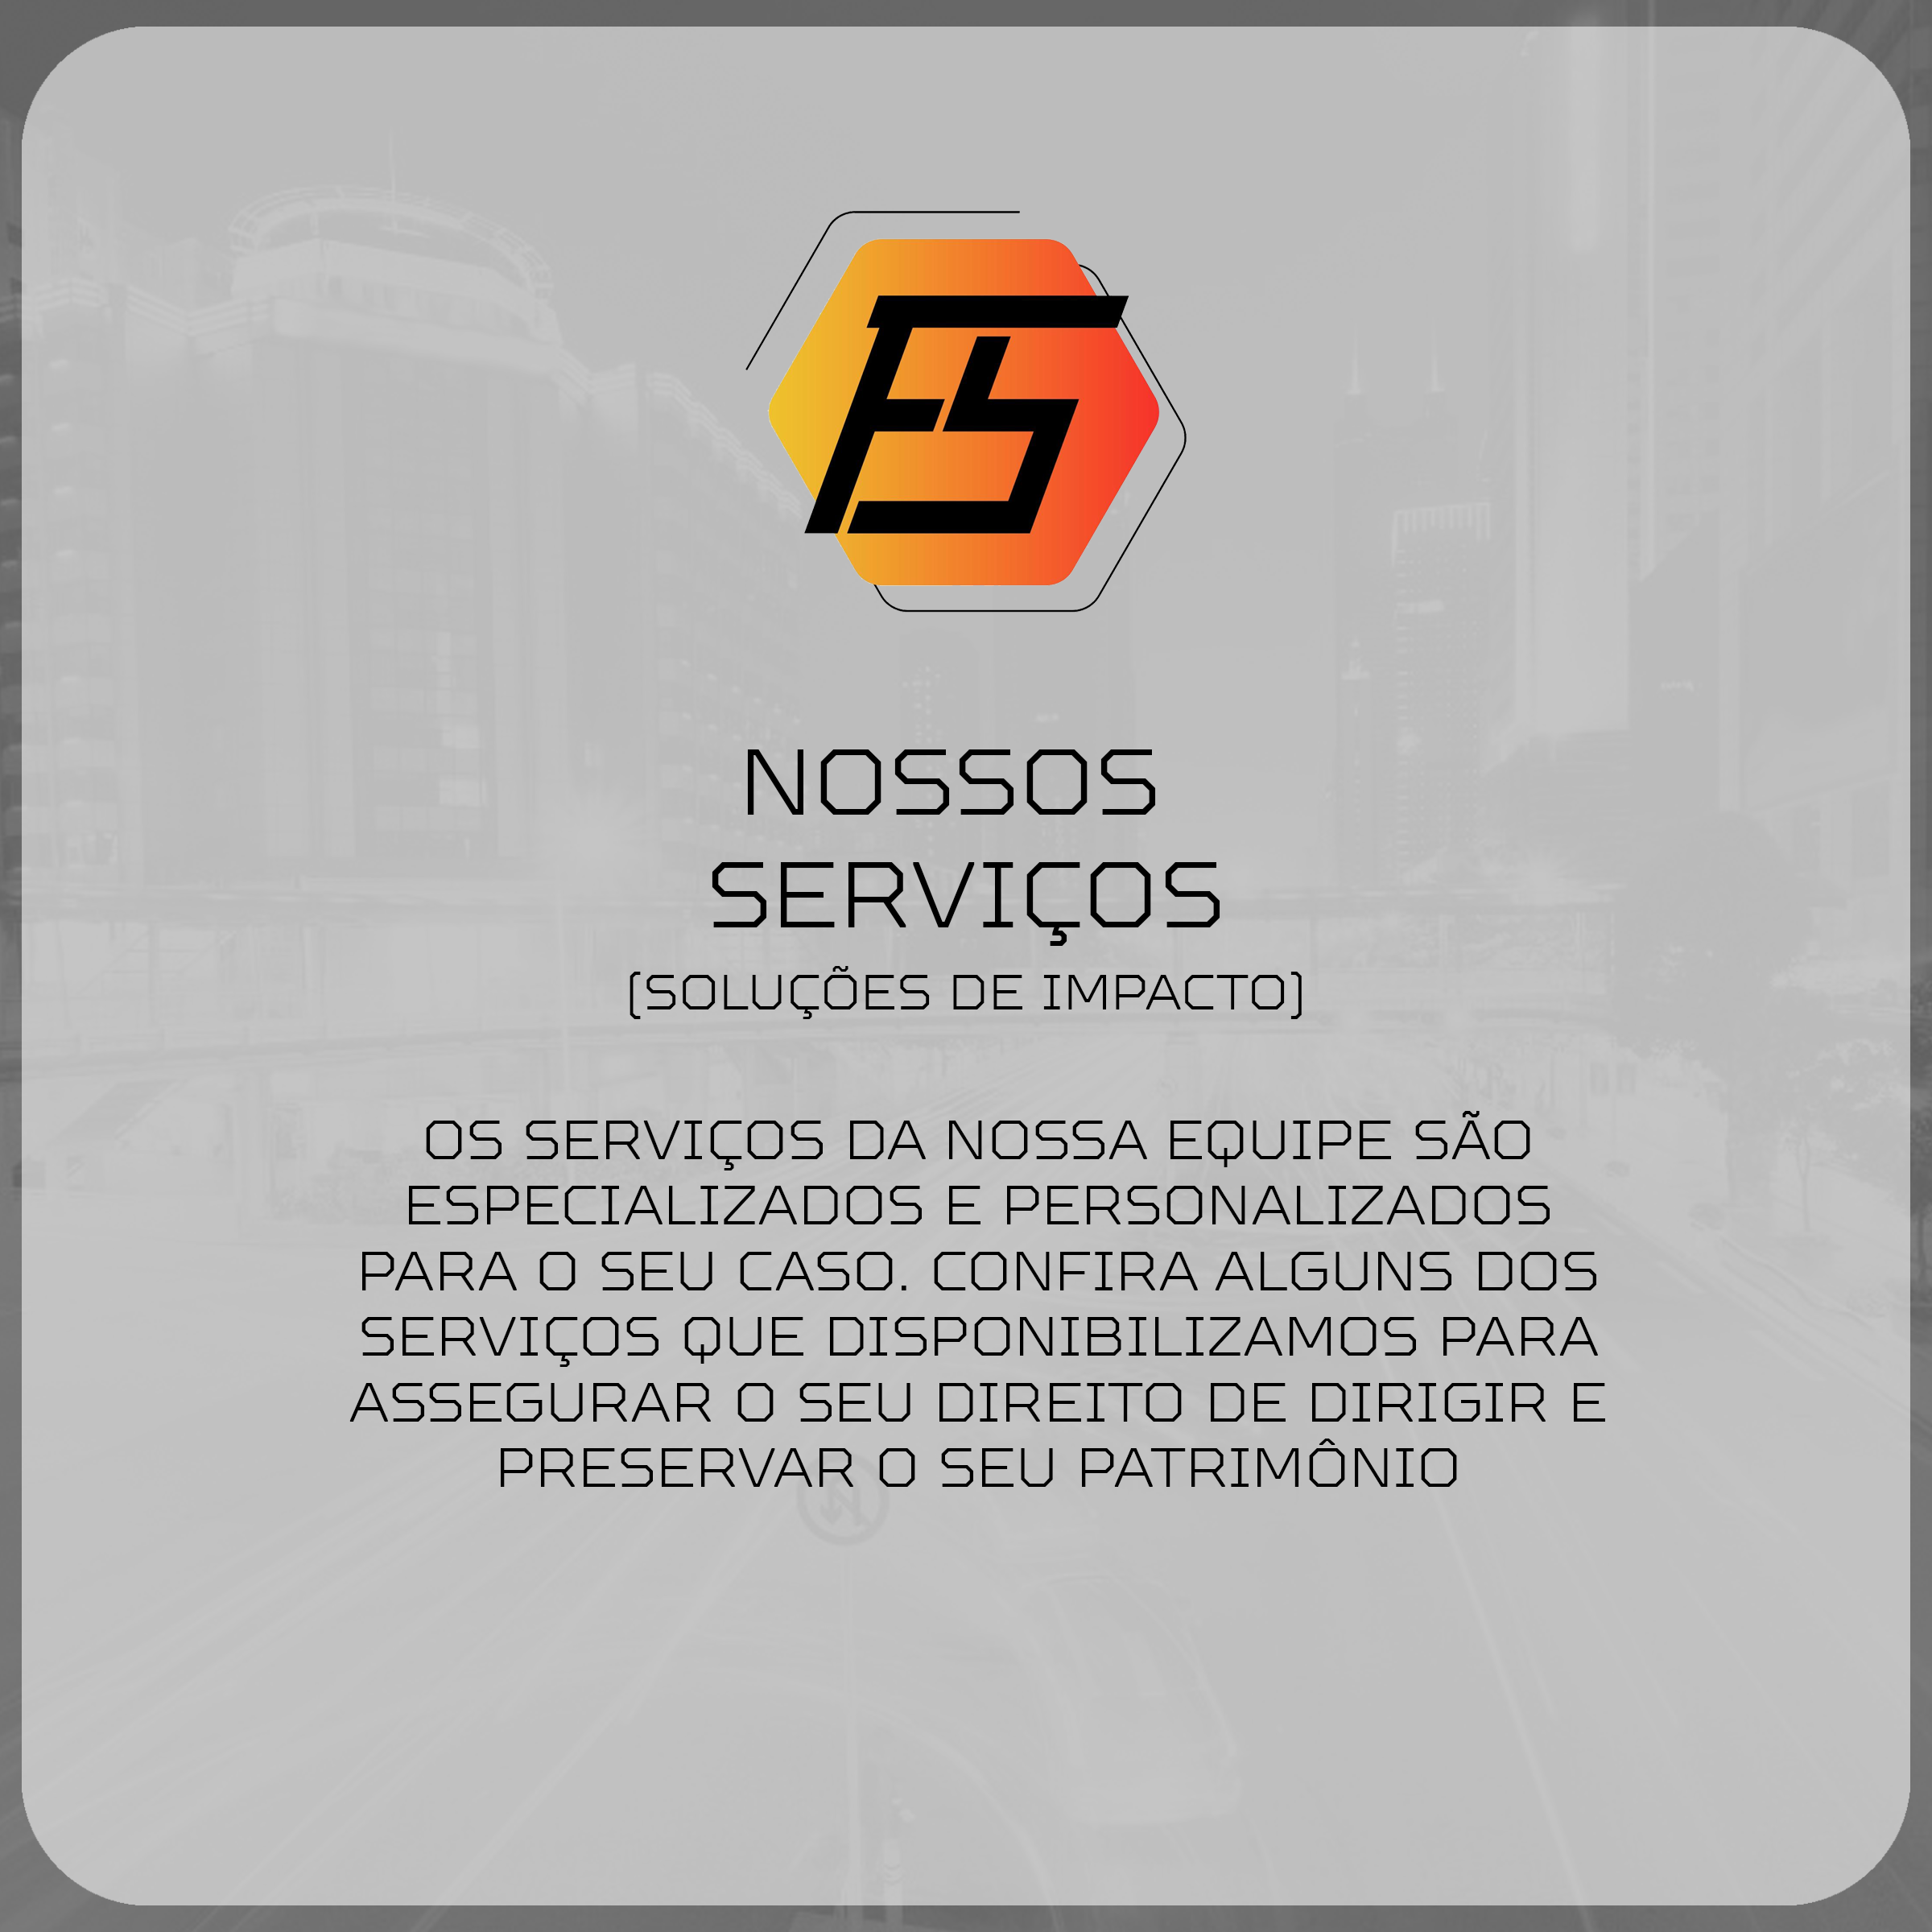 FS
NOSSOS
SERVIÇOS
(SOLUÇÕES DE IMPACTO)
OS SERVIÇOS DA NOSSA EQUIPE SÃO
ESPECIALIZADOS E PERSONALIZADOS
PARA O SEU CASO. CONFIRA ALGUNS DOS
SERVIÇOS QUE DISPONIBILIZAMOS PARA
ASSEGURAR O SEU DIREITO DE DIRIGIR E
PRESERVAR O SEU PATRIMÔNIO